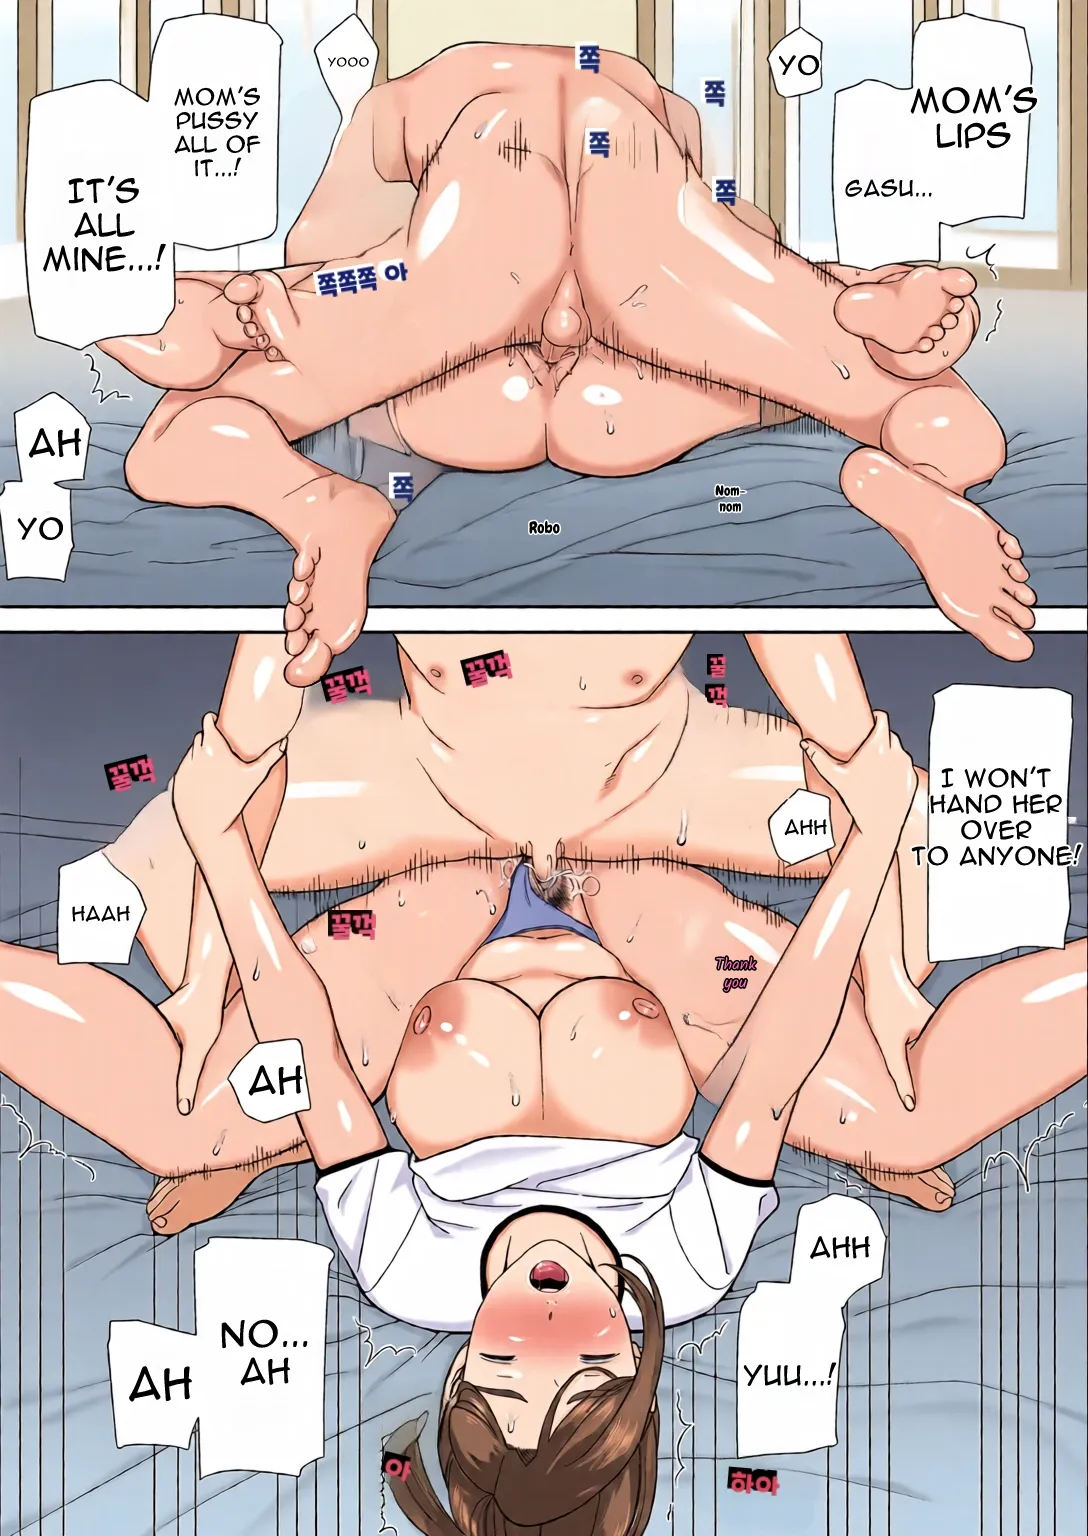 YOOO
MOM'S
PUSSY
ALL OF
IT...!
IT'S
ALL
MINE...!
YO
MOM'S
LIPS
GASU...
쪽
쪽
쪽
쪽
쪽쪽쪽 아
AH
YO
쪽
Nom-
nom
Robo
꿀꺽
꿀꺽
꿀
꺽
꿀꺽
I WON'T
HAND HER
OVER
TO ANYONE!
AHH
HAAH
꿀꺽
Thank
you
AH
AHH
YUU...!
NO...
AH
AH
아
하아